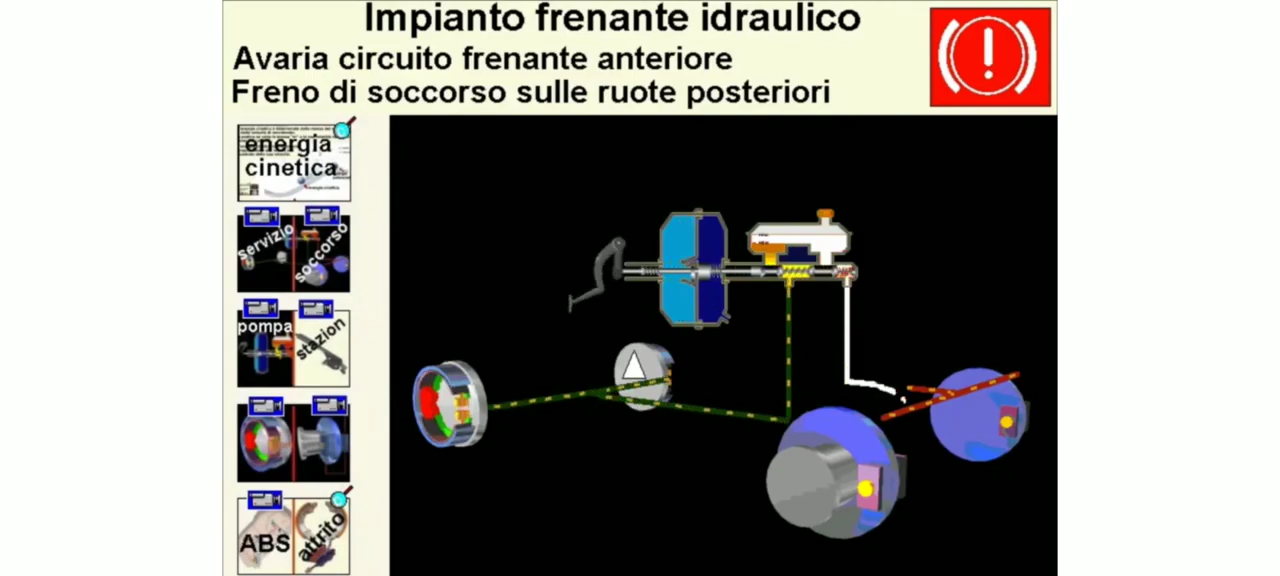 Impianto frenante idraulico
Avaria circuito frenante anteriore
Freno di soccorso sulle ruote posteriori
energia
cinetica
servizio
soccorso
pompa
stazion
ABS
attrito